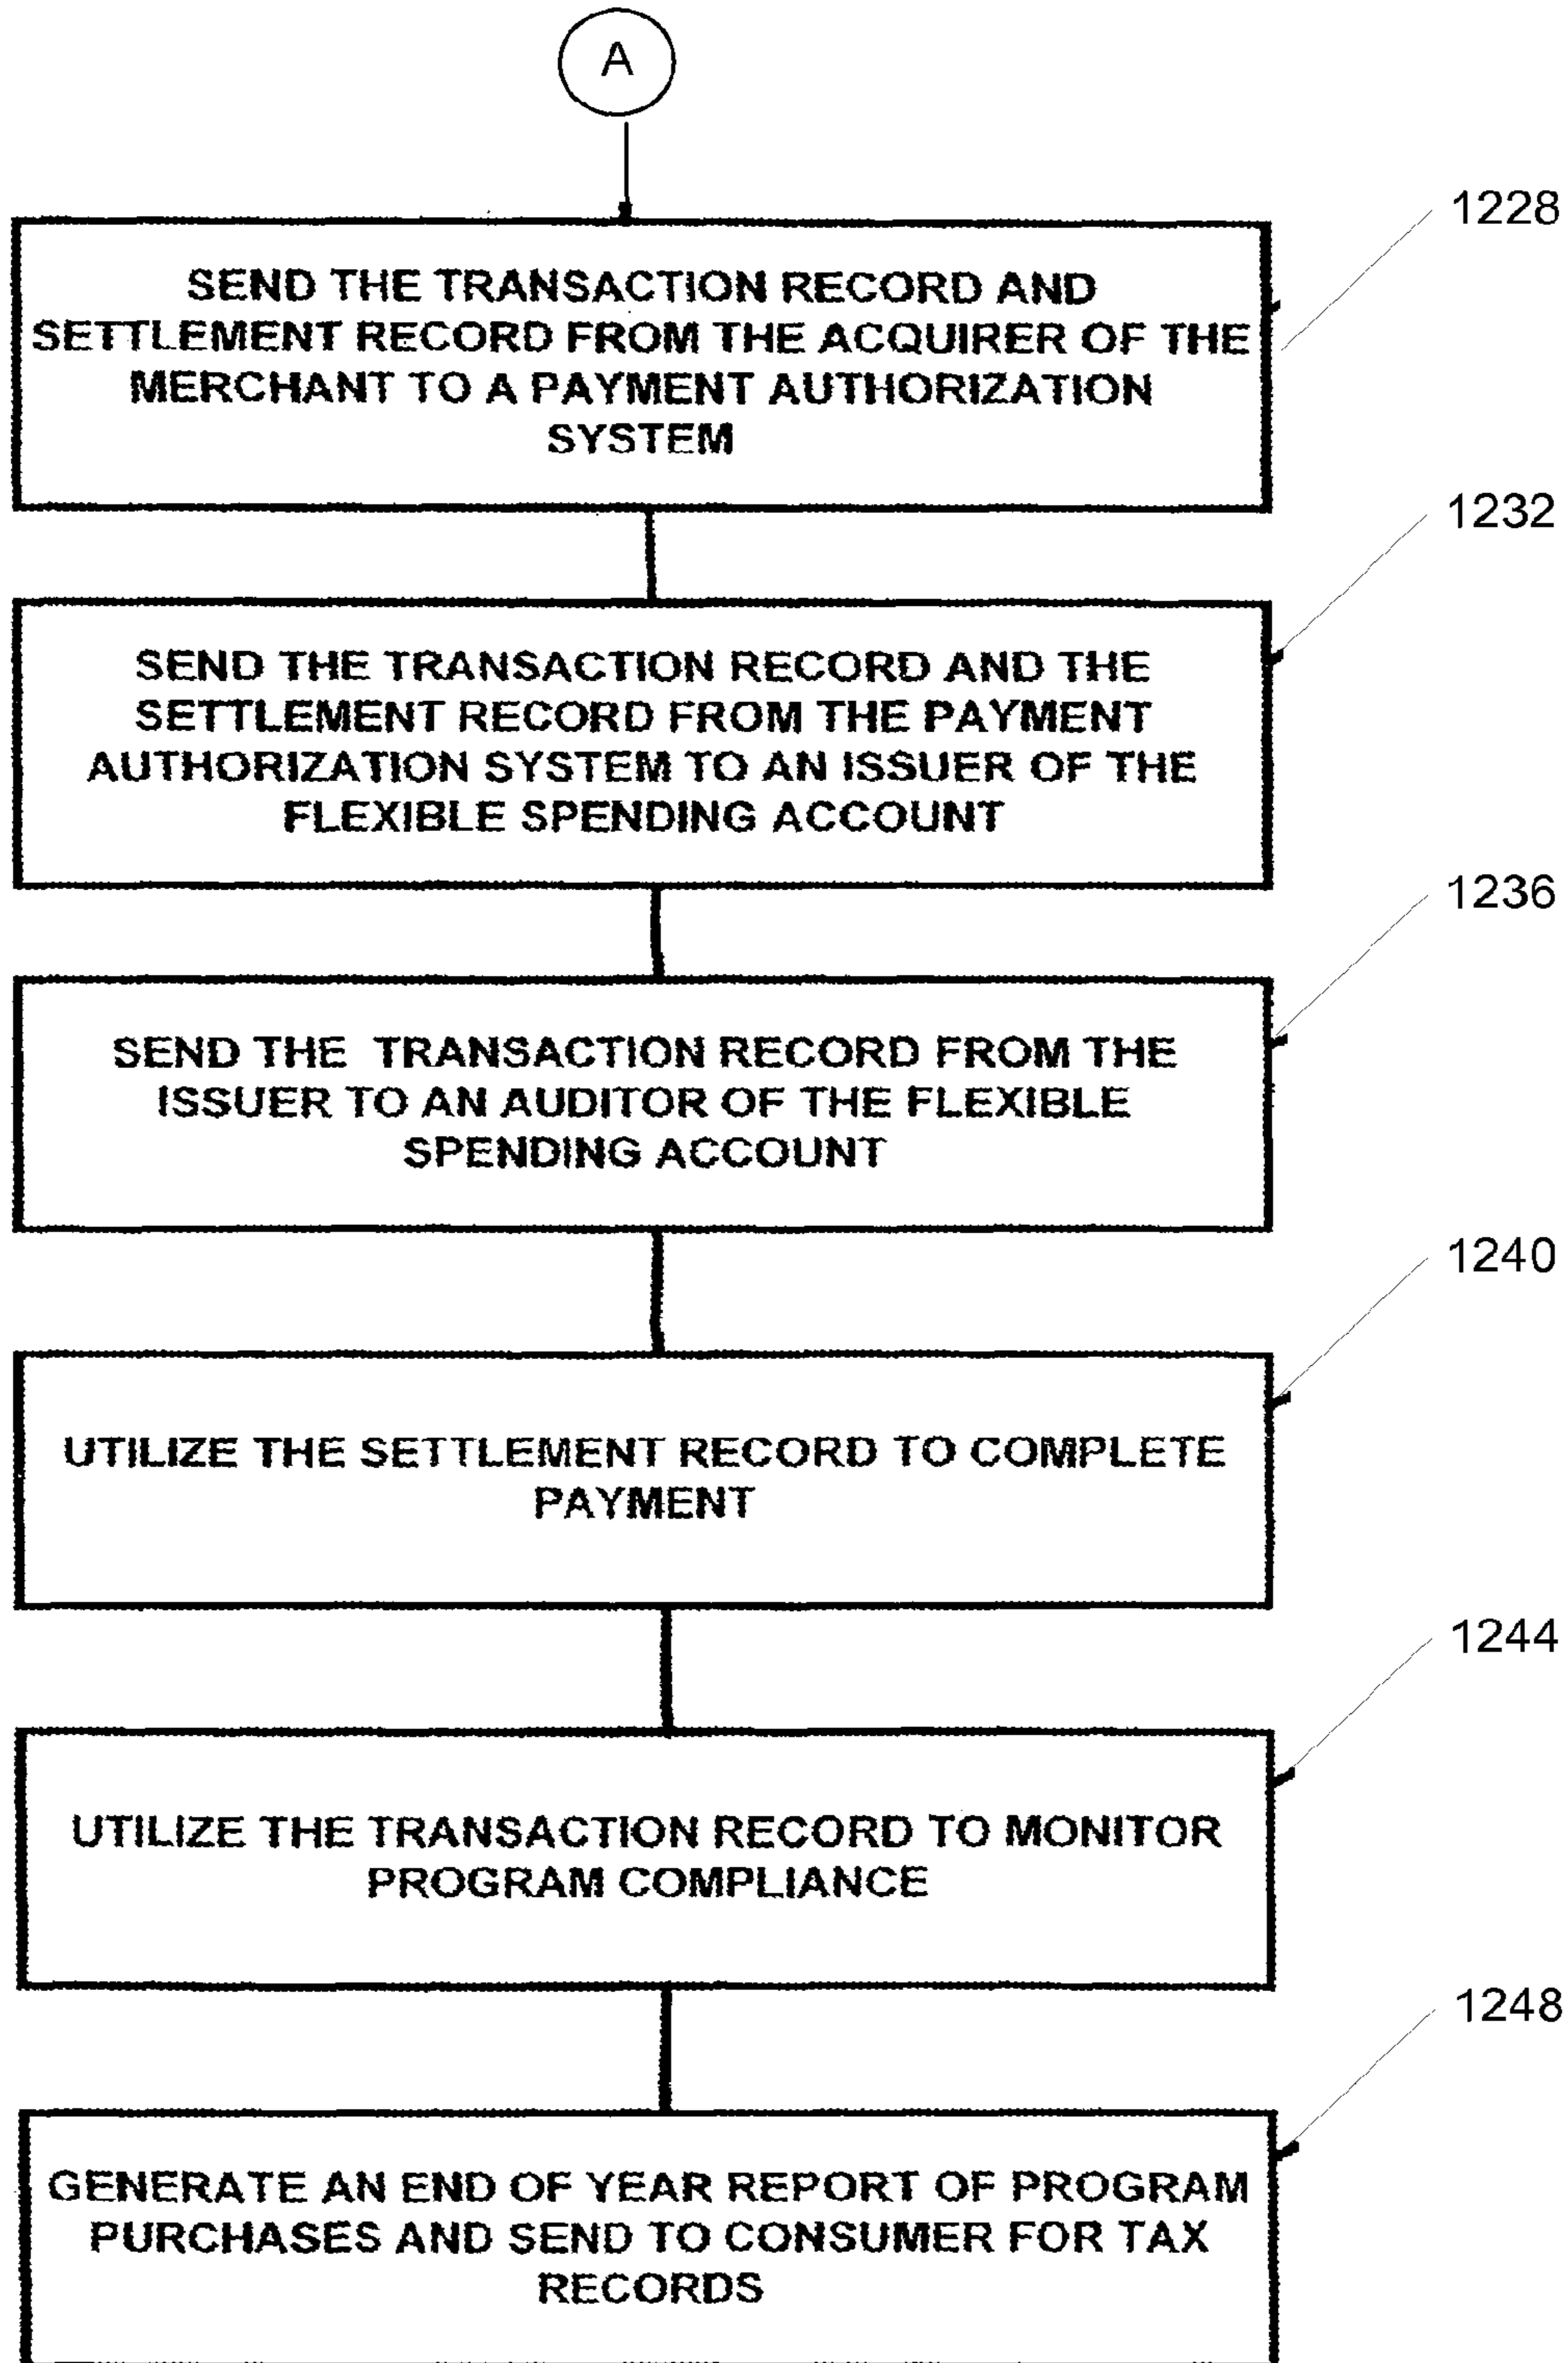 A
1228
SEND THE TRANSACTION RECORD AND
SETTLEMENT RECORD FROM THE ACQUIRER OF THE
MERCHANT TO A PAYMENT AUTHORIZATION
SYSTEM
1232
SEND THE TRANSACTION RECORD AND THE
SETTLEMENT RECORD FROM THE PAYMENT
AUTHORIZATION SYSTEM TO AN ISSUER OF THE
FLEXIBLE SPENDING ACCOUNT
1236
SEND THE TRANSACTION RECORD FROM THE
ISSUER TO AN AUDITOR OF THE FLEXIBLE
SPENDING ACCOUNT
1240
UTILIZE THE SETTLEMENT RECORD TO COMPLETE
PAYMENT
1244
UTILIZE THE TRANSACTION RECORD TO MONITOR
PROGRAM COMPLIANCE
1248
GENERATE AN END OF YEAR REPORT OF PROGRAM
PURCHASES AND SEND TO CONSUMER FOR TAX
RECORDS